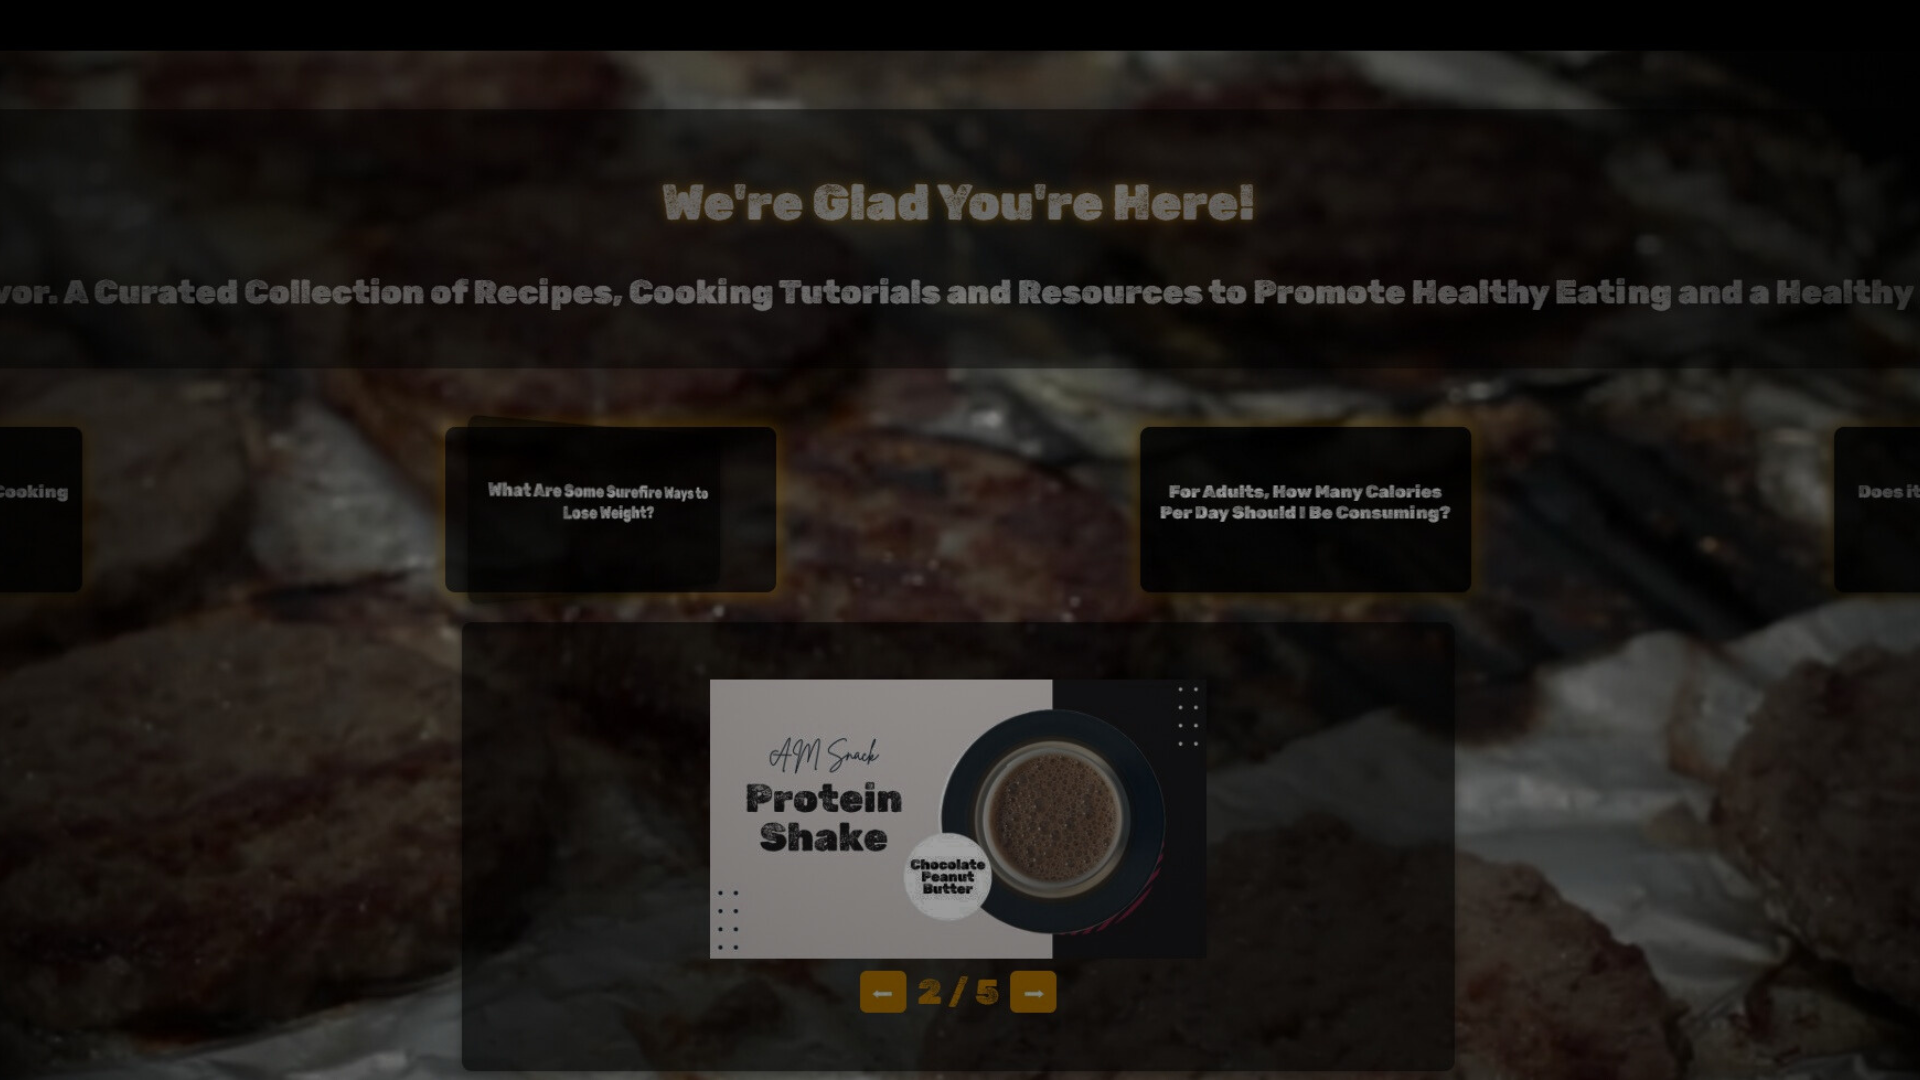 We're Glad You're Here!
vor. A Curated Collection of Recipes, Cooking Tutorials and Resources to Promote Healthy Eating and a Healthy
Cooking
What Are Some Surefire Ways to
Lose Weight?
For Adults, How Many Calories
Per Day Should I Be Consuming?
Does it
AM Snack
Protein
Shake
Chocolate
Peanut
Butter
← 2 / 5 →